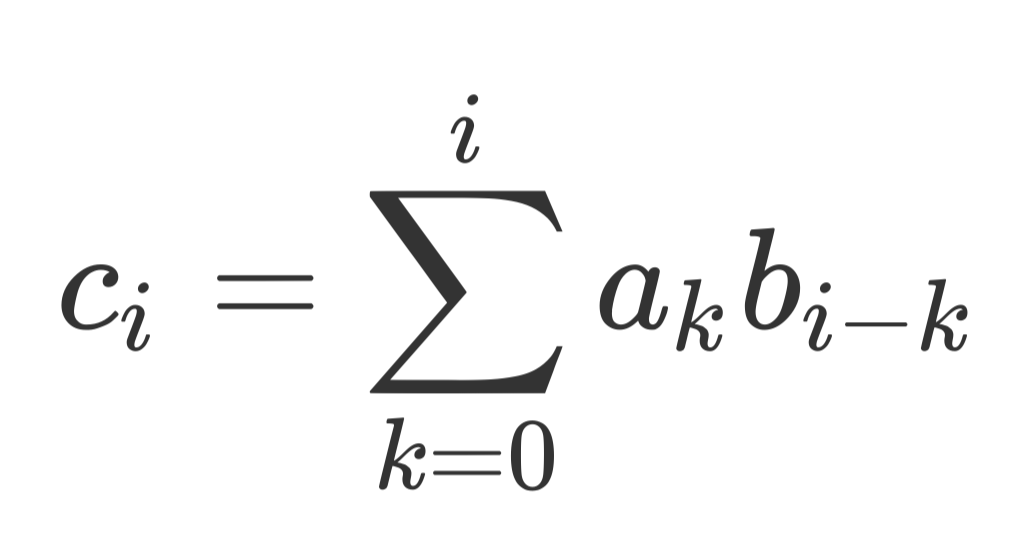 c_i = \sum_{k=0}^{i} a_k b_{i-k}